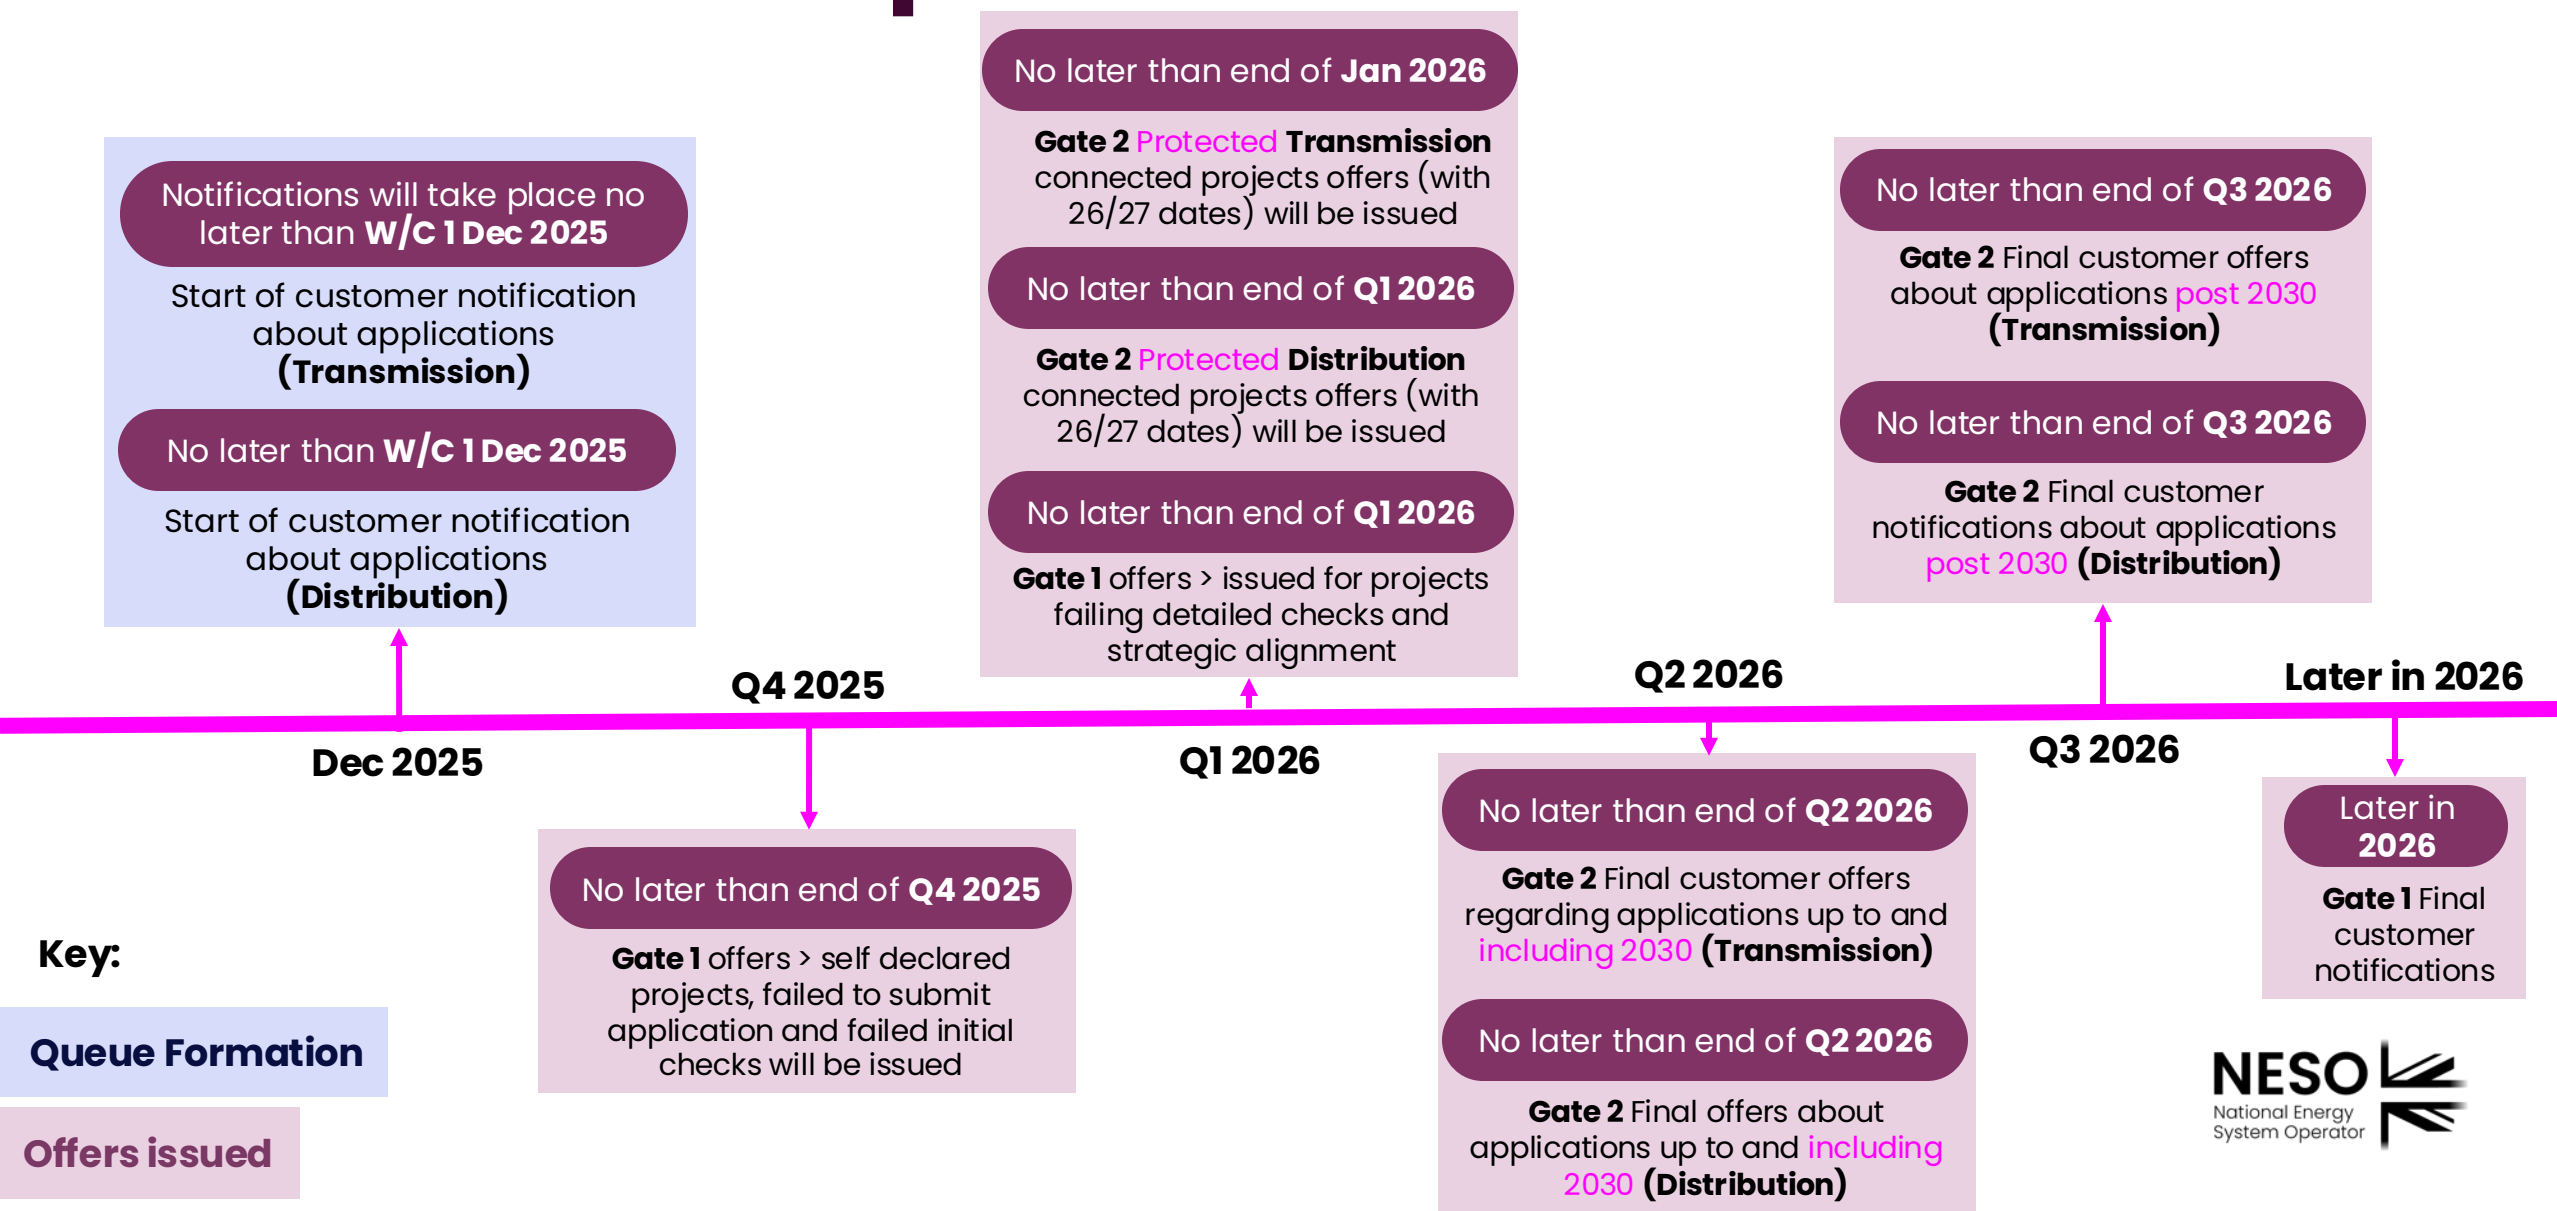 No later than end of Jan 2026
Gate 2 Protected Transmission
connected projects offers (with
26/27 dates) will be issued
No later than end of Q1 2026
Gate 2 Protected Distribution
connected projects offers (with
26/27 dates) will be issued
No later than end of Q1 2026
Gate 1 offers > issued for projects
failing detailed checks and
strategic alignment
Notifications will take place no
later than W/C 1 Dec 2025
Start of customer notification
about applications
(Transmission)
No later than W/C 1 Dec 2025
Start of customer notification
about applications
(Distribution)
No later than end of Q3 2026
Gate 2 Final customer offers
about applications post 2030
(Transmission)
No later than end of Q3 2026
Gate 2 Final customer
notifications about applications
post 2030 (Distribution)
Q4 2025
Q2 2026
Later in 2026
Dec 2025
Q1 2026
Q3 2026
No later than end of Q4 2025
Gate 1 offers > self declared
projects, failed to submit
application and failed initial
checks will be issued
No later than end of Q2 2026
Gate 2 Final customer offers
regarding applications up to and
including 2030 (Transmission)
No later than end of Q2 2026
Gate 2 Final offers about
applications up to and including
2030 (Distribution)
Later in
2026
Gate 1 Final
customer
notifications
Key:
Queue Formation
Offers issued
NESO
National Energy
System Operator